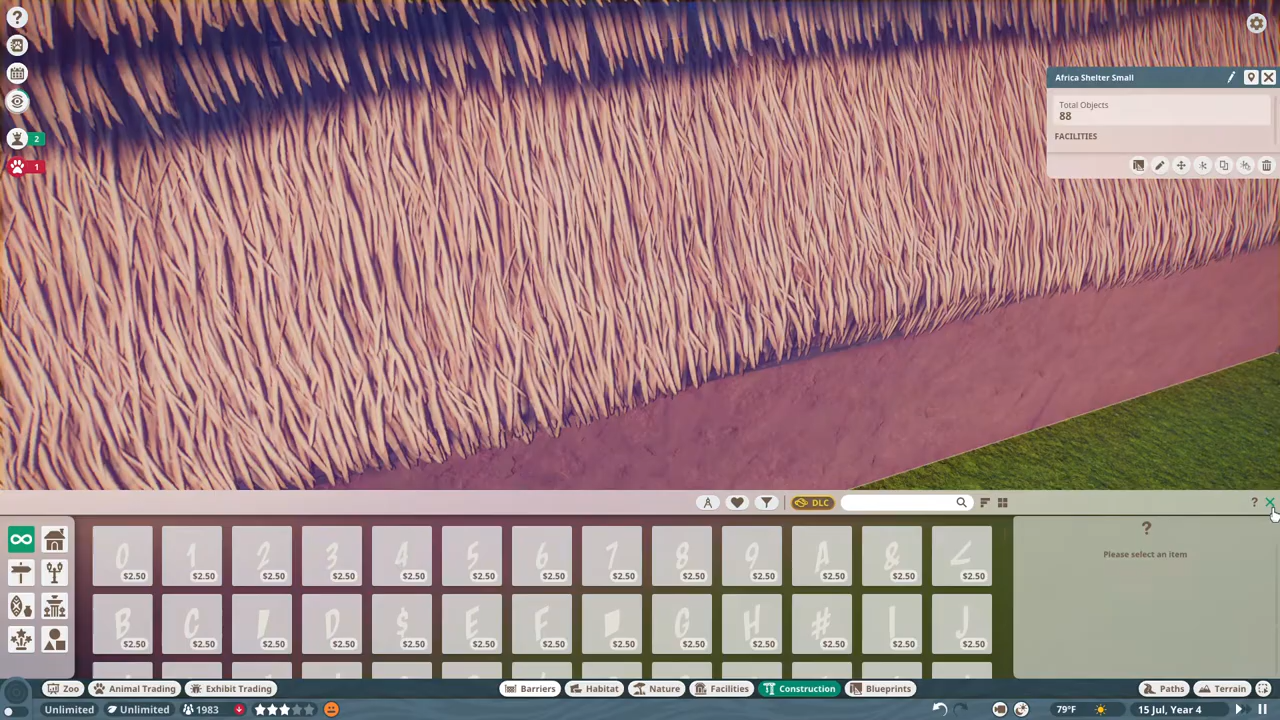 Africa Shelter Small
Total Objects
88
FACILITIES
2
1
DLC
?
Please select an item
0 $2.50 1 $2.50 2 $2.50 3 $2.50 4 $2.50 5 $2.50 6 $2.50 7 $2.50 8 $2.50 9 $2.50 A $2.50 & $2.50 < $2.50
B $2.50 C $2.50 $2.50 D $2.50 $ $2.50 E $2.50 F $2.50 $2.50 G $2.50 H $2.50 # $2.50 I $2.50 J $2.50
Zoo Animal Trading Exhibit Trading Barriers Habitat Nature Facilities Construction Blueprints Paths Terrain
Unlimited Unlimited 1983 79°F 15 Jul, Year 4